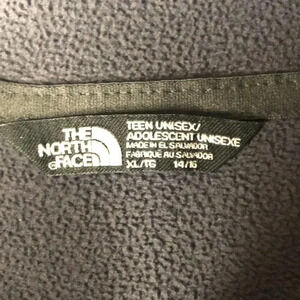 THE
NORTH
FACE
TEEN UNISEX/
ADOLESCENT UNISEXE
MADE IN EL SALVADOR
FABRIQUÉ AU SALVADOR
XL/TG 14/16